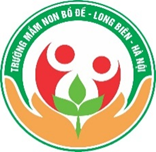 TRƯỜNG MẦM NON BỒ ĐỀ - LONG BIÊN - HÀ NỘI